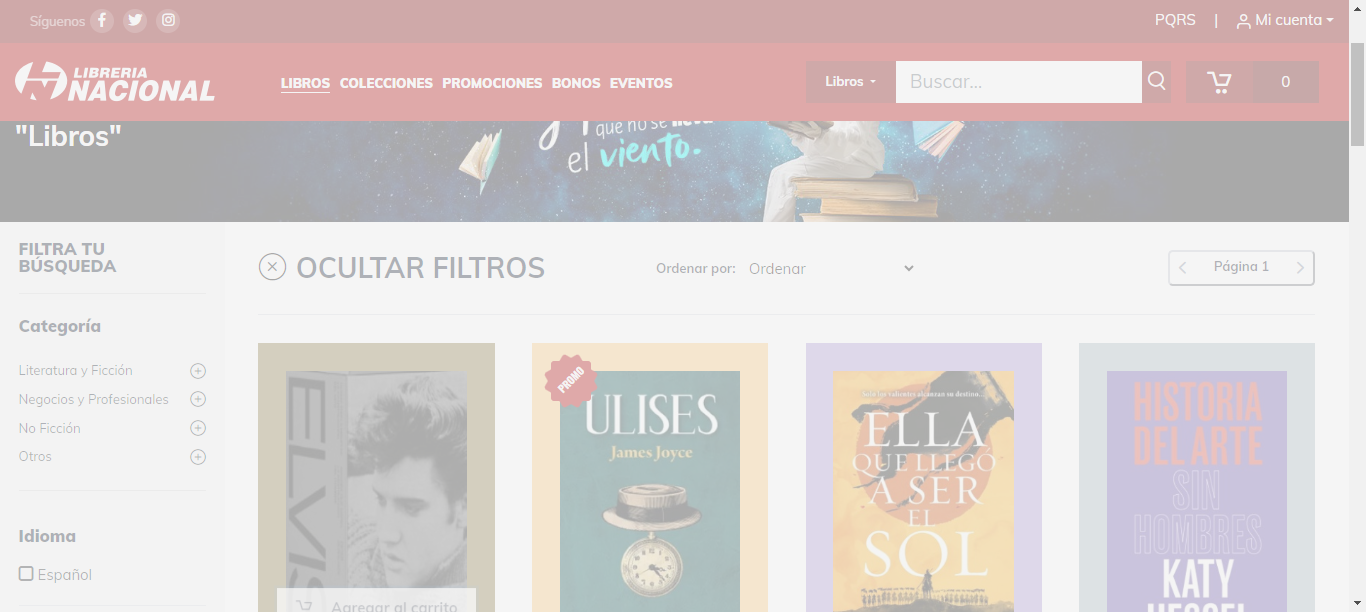 Síguenos
PQRS | Mi cuenta
LIBRERIA
NACIONAL
LIBROS COLECCIONES PROMOCIONES BONOS EVENTOS
Libros
Buscar...
0
"Libros"
que no se lleva
el viento.
FILTRA TU
BÚSQUEDA
Categoría
Literatura y Ficción
Negocios y Profesionales
No Ficción
Otros
Idioma
Español
OCULTAR FILTROS
Ordenar por: Ordenar
Página 1
ELVIS
Agregar al carrito
PROMO
ULISES
James Joyce
Solo los valientes alcanzan su destino...
ELLA
QUE LLEGÓ
A SER
EL
SOL
HISTORIA
DEL ARTE
SIN
HOMBRES
KATY
HESSEL